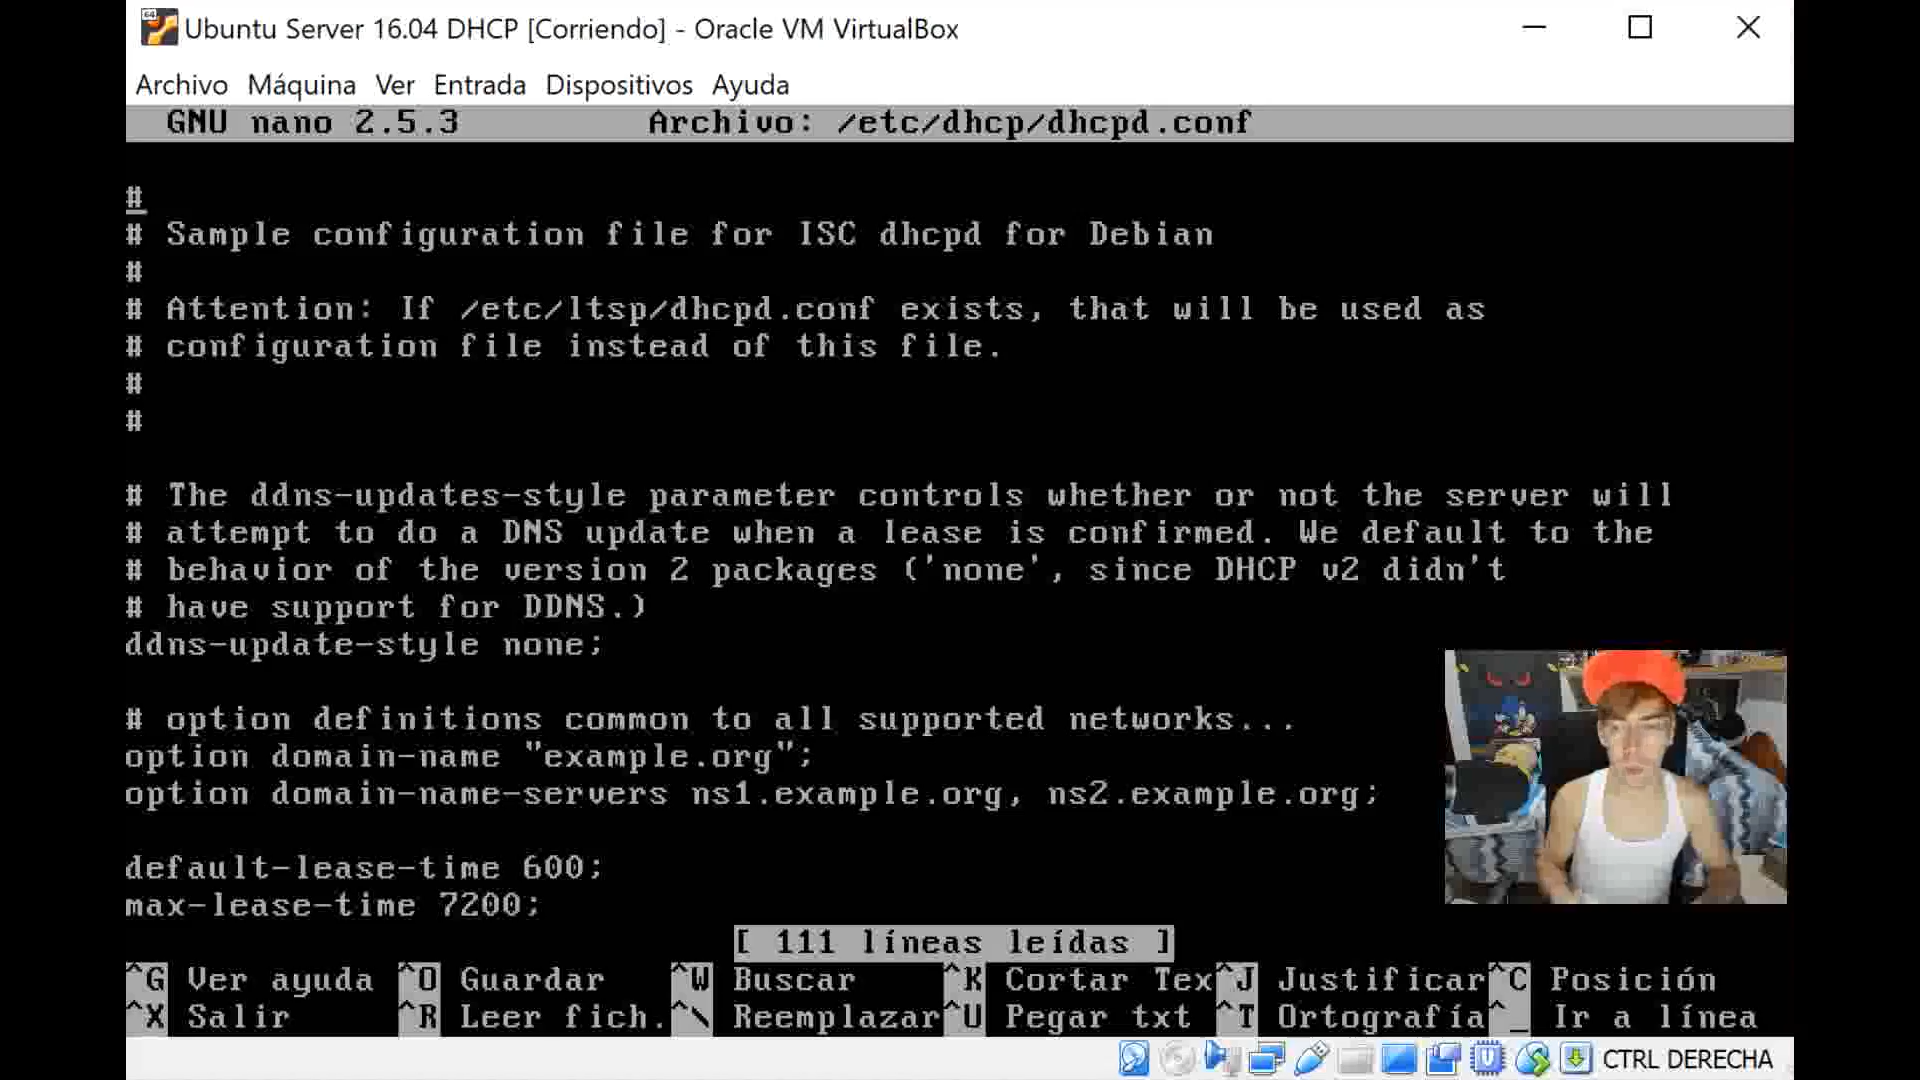 Ubuntu Server 16.04 DHCP [Corriendo] - Oracle VM VirtualBox
Archivo Máquina Ver Entrada Dispositivos Ayuda
GNU nano 2.5.3 Archivo: /etc/dhcp/dhcpd.conf
#
# Sample configuration file for ISC dhcpd for Debian
#
# Attention: If /etc/ltsp/dhcpd.conf exists, that will be used as
# configuration file instead of this file.
#
#
# The ddns-updates-style parameter controls whether or not the server will
# attempt to do a DNS update when a lease is confirmed. We default to the
# behavior of the version 2 packages ('none', since DHCP v2 didn't
# have support for DDNS.)
ddns-update-style none;
# option definitions common to all supported networks...
option domain-name "example.org";
option domain-name-servers ns1.example.org, ns2.example.org;
default-lease-time 600;
max-lease-time 7200;
[ 111 líneas leídas ]
^G Ver ayuda ^O Guardar ^W Buscar ^K Cortar Tex^J Justificar^C Posición
^X Salir ^R Leer fich.^\ Reemplazar^U Pegar txt ^T Ortografía^_ Ir a línea
CTRL DERECHA